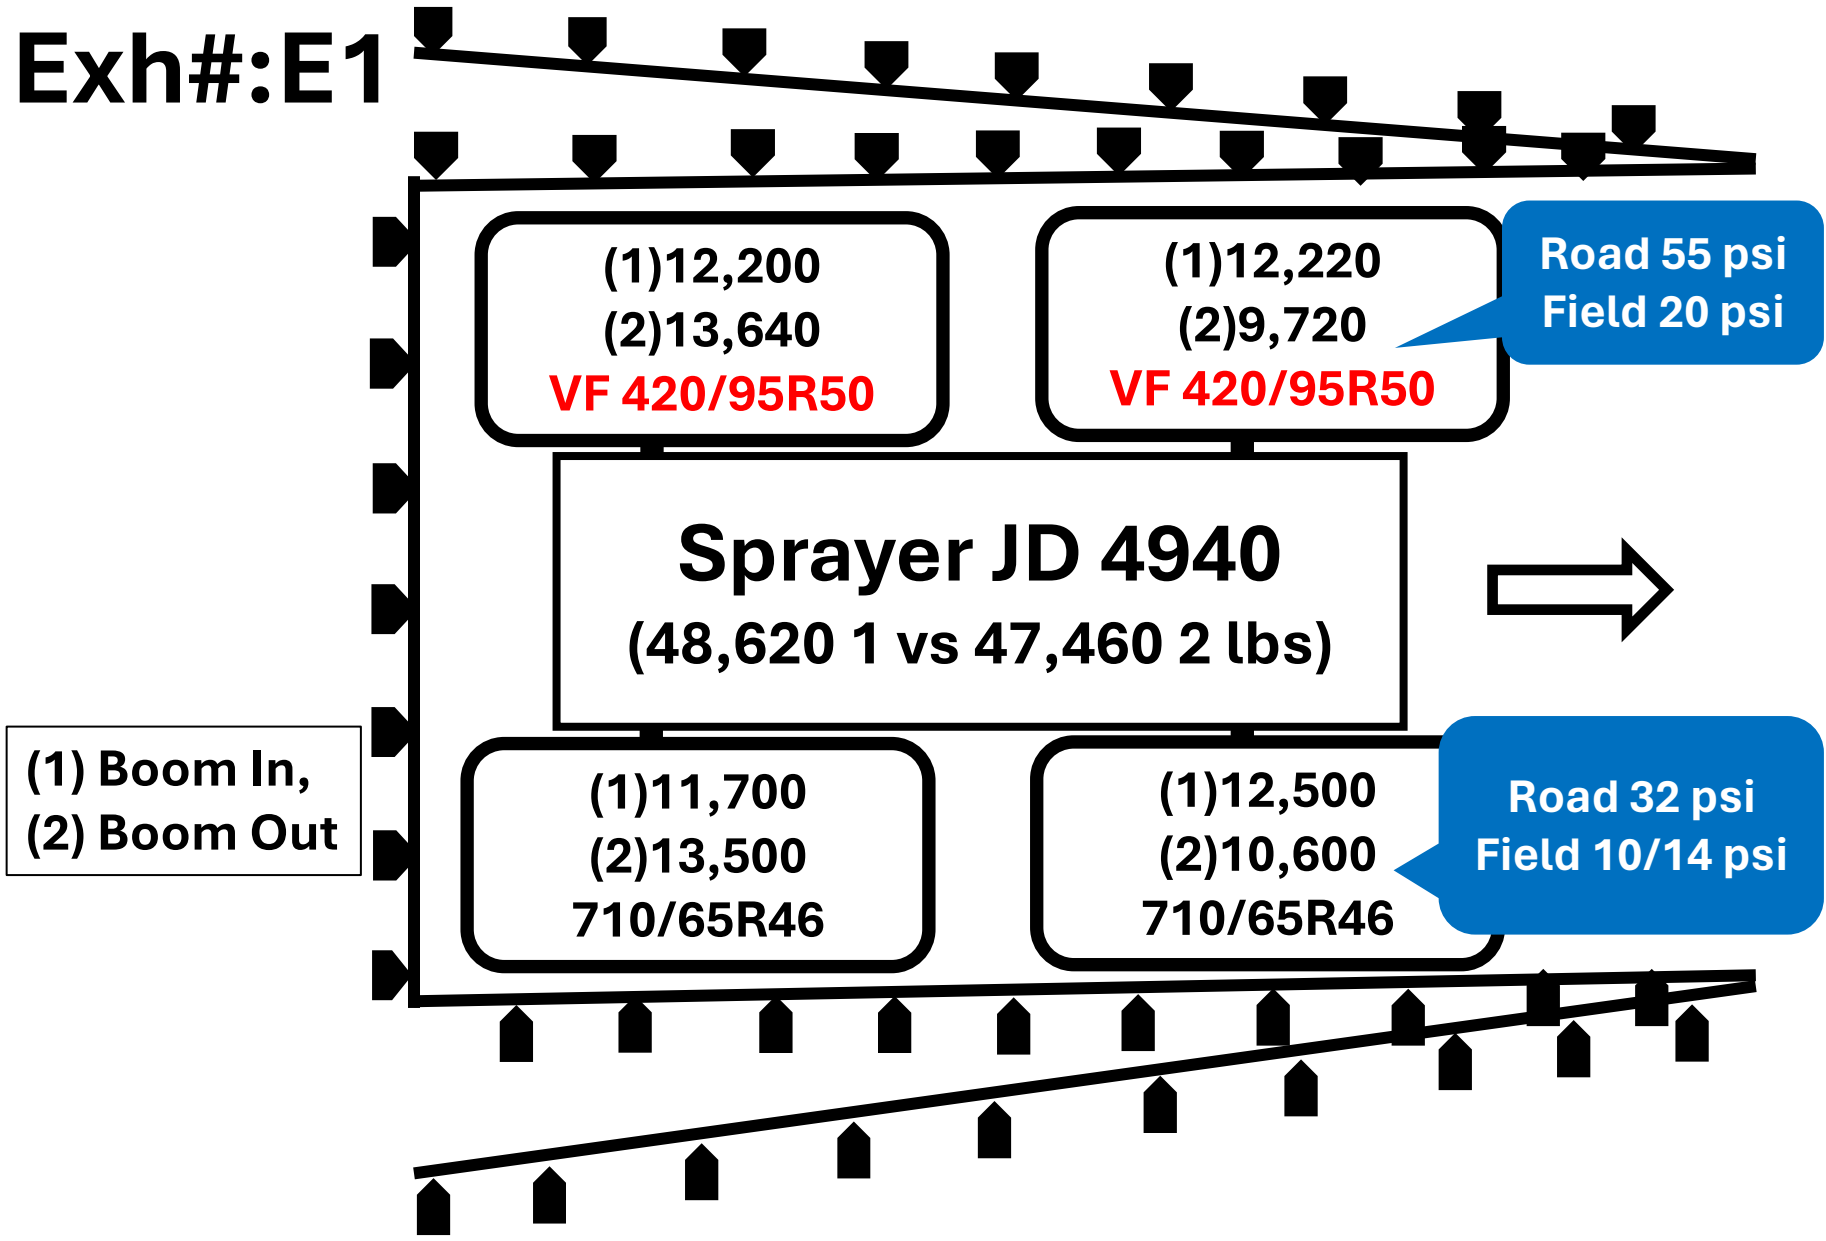 Exh#:E1
(1)12,200
(2)13,640
VF 420/95R50
(1)12,220
(2)9,720
VF 420/95R50
Road 55 psi
Field 20 psi
Sprayer JD 4940
(48,620 1 vs 47,460 2 lbs)
(1) Boom In,
(2) Boom Out
(1)11,700
(2)13,500
710/65R46
(1)12,500
(2)10,600
710/65R46
Road 32 psi
Field 10/14 psi